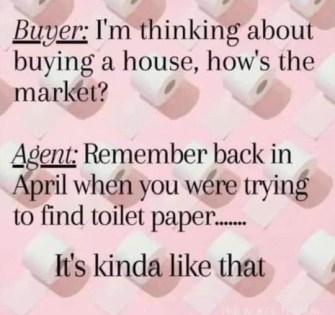 Buyer: I'm thinking about
buying a house, how's the
market?
Agent: Remember back in
April when you were trying
to find toilet paper.......
It's kinda like that